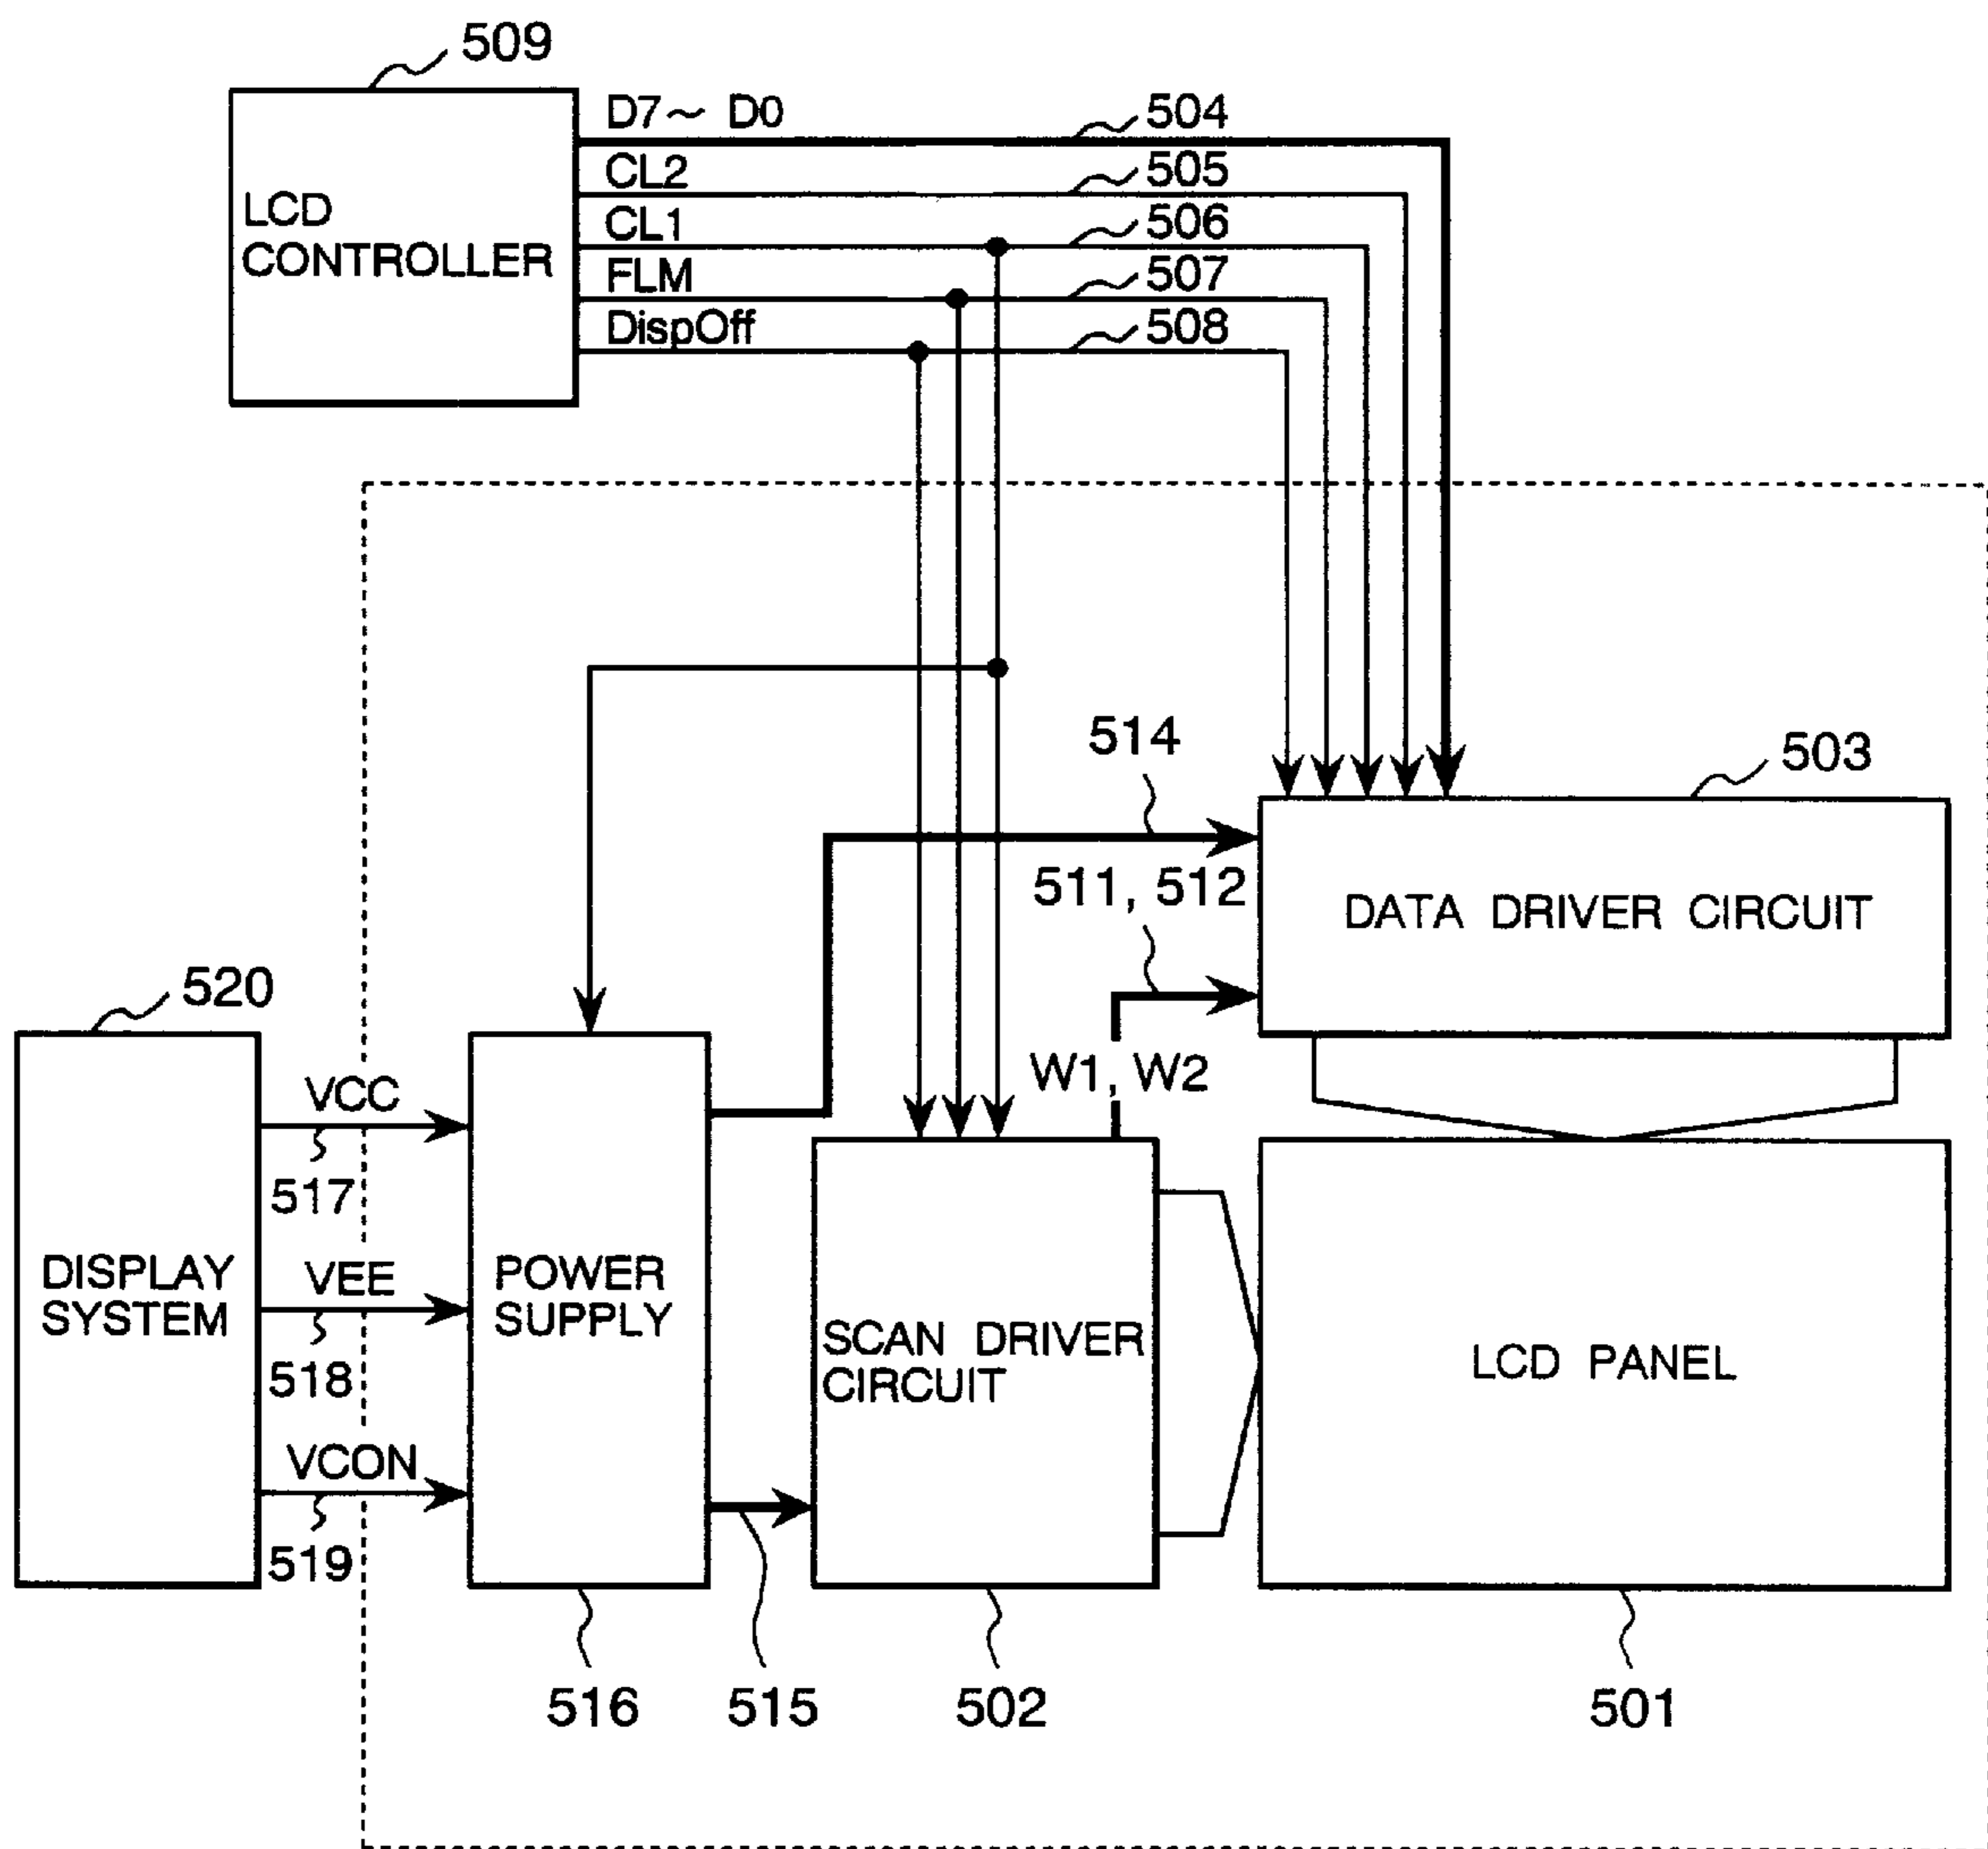 509
D7~ D0
504
CL2
505
LCD
CONTROLLER
CL1
506
FLM
507
DispOff
508
514
503
511, 512
DATA DRIVER CIRCUIT
520
W1, W2
VCC
517
DISPLAY
SYSTEM
VEE
518
POWER
SUPPLY
SCAN DRIVER
CIRCUIT
LCD PANEL
VCON
519
516
515
502
501